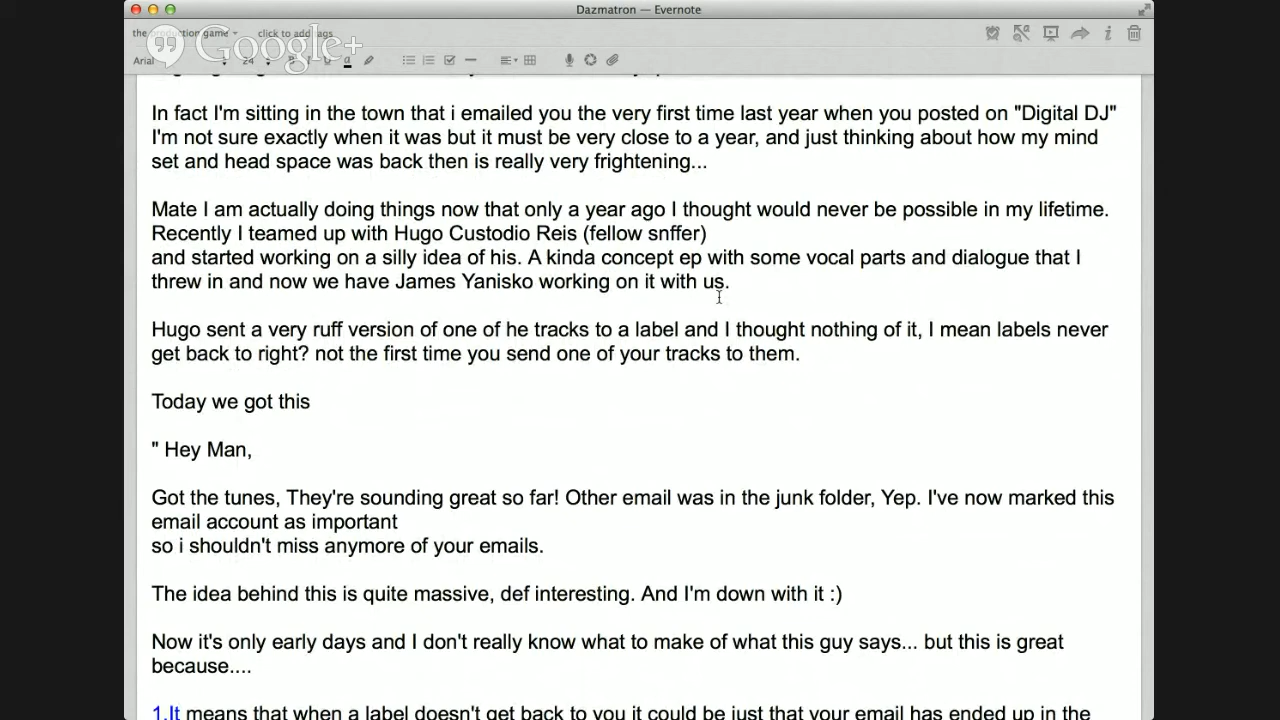 Dazmatron — Evernote
the production game
click to add tags
Google+
Arial 24
In fact I'm sitting in the town that i emailed you the very first time last year when you posted on "Digital DJ"
I'm not sure exactly when it was but it must be very close to a year, and just thinking about how my mind
set and head space was back then is really very frightening...
Mate I am actually doing things now that only a year ago I thought would never be possible in my lifetime.
Recently I teamed up with Hugo Custodio Reis (fellow snffer)
and started working on a silly idea of his. A kinda concept ep with some vocal parts and dialogue that I
threw in and now we have James Yanisko working on it with us.
Hugo sent a very ruff version of one of he tracks to a label and I thought nothing of it, I mean labels never
get back to right? not the first time you send one of your tracks to them.
Today we got this
" Hey Man,
Got the tunes, They're sounding great so far! Other email was in the junk folder, Yep. I've now marked this
email account as important
so i shouldn't miss anymore of your emails.
The idea behind this is quite massive, def interesting. And I'm down with it :)
Now it's only early days and I don't really know what to make of what this guy says... but this is great
because....
1.It means that when a label doesn't get back to you it could be just that your email has ended up in the